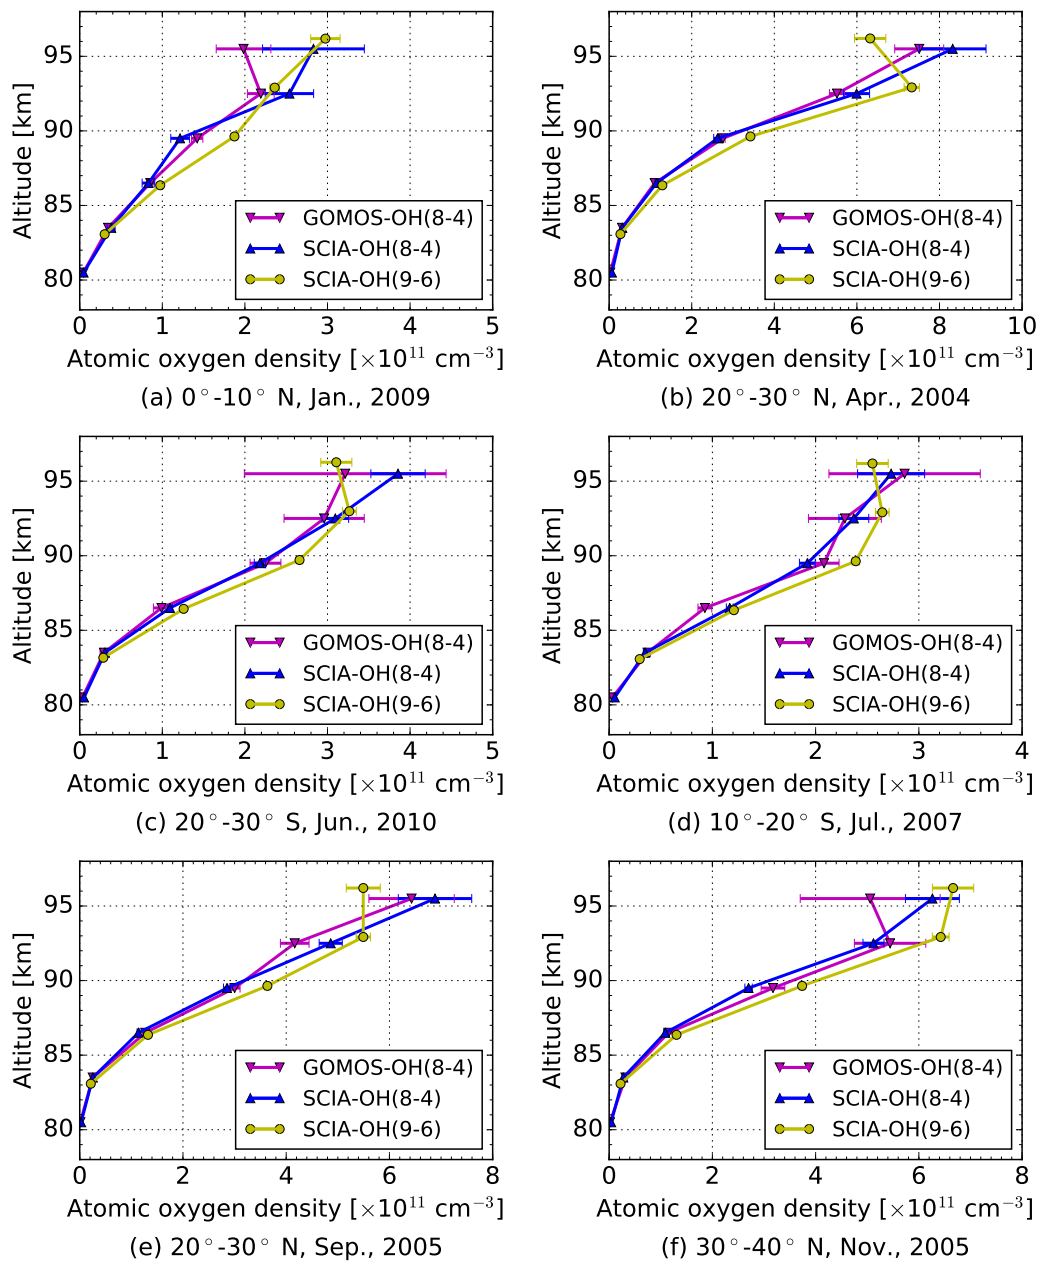 95
90
85
80
Altitude [km]
GOMOS-OH(8-4)
SCIA-OH(8-4)
SCIA-OH(9-6)
0 1 2 3 4 5
Atomic oxygen density [×10¹¹ cm⁻³]
(a) 0°-10° N, Jan., 2009
95
90
85
80
Altitude [km]
GOMOS-OH(8-4)
SCIA-OH(8-4)
SCIA-OH(9-6)
0 2 4 6 8 10
Atomic oxygen density [×10¹¹ cm⁻³]
(b) 20°-30° N, Apr., 2004
95
90
85
80
Altitude [km]
GOMOS-OH(8-4)
SCIA-OH(8-4)
SCIA-OH(9-6)
0 1 2 3 4 5
Atomic oxygen density [×10¹¹ cm⁻³]
(c) 20°-30° S, Jun., 2010
95
90
85
80
Altitude [km]
GOMOS-OH(8-4)
SCIA-OH(8-4)
SCIA-OH(9-6)
0 1 2 3 4
Atomic oxygen density [×10¹¹ cm⁻³]
(d) 10°-20° S, Jul., 2007
95
90
85
80
Altitude [km]
GOMOS-OH(8-4)
SCIA-OH(8-4)
SCIA-OH(9-6)
0 2 4 6 8
Atomic oxygen density [×10¹¹ cm⁻³]
(e) 20°-30° N, Sep., 2005
95
90
85
80
Altitude [km]
GOMOS-OH(8-4)
SCIA-OH(8-4)
SCIA-OH(9-6)
0 2 4 6 8
Atomic oxygen density [×10¹¹ cm⁻³]
(f) 30°-40° N, Nov., 2005